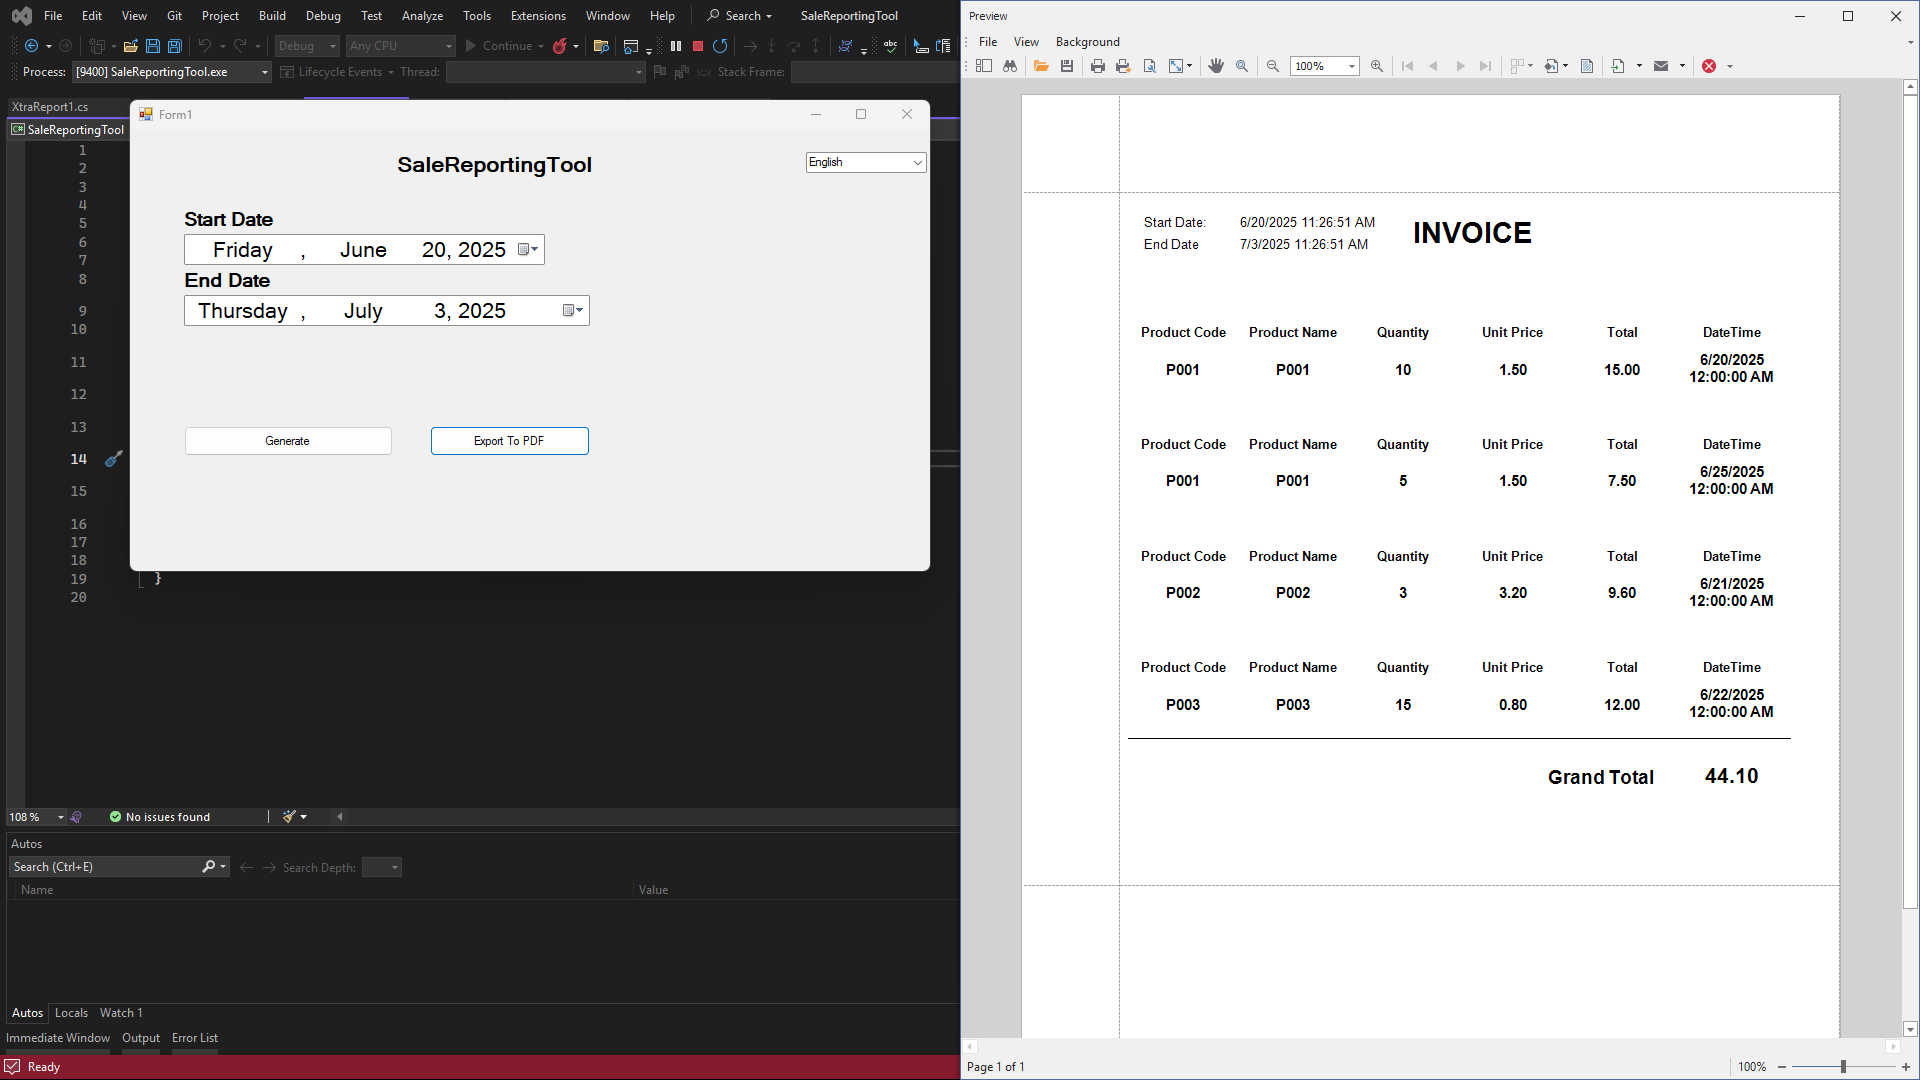 File Edit View Git Project Build Debug Test Analyze Tools Extensions Window Help Search SaleReportingTool
Debug Any CPU Continue
Process: [9400] SaleReportingTool.exe Lifecycle Events Thread: Stack Frame:
XtraReport1.cs
C# SaleReportingTool
1
2
3
4
5
6
7
8
9
10
11
12
13
14
15
16
17
18
19 }
20
Form1
SaleReportingTool
English
Start Date
Friday , June 20, 2025
End Date
Thursday , July 3, 2025
Generate Export To PDF
108 % No issues found
Autos
Search (Ctrl+E) Search Depth:
Name Value
Autos Locals Watch 1
Immediate Window Output Error List
Ready
Preview
File View Background
100%
Start Date: 6/20/2025 11:26:51 AM INVOICE
End Date 7/3/2025 11:26:51 AM
Product Code Product Name Quantity Unit Price Total DateTime
P001 P001 10 1.50 15.00 6/20/2025
12:00:00 AM
Product Code Product Name Quantity Unit Price Total DateTime
P001 P001 5 1.50 7.50 6/25/2025
12:00:00 AM
Product Code Product Name Quantity Unit Price Total DateTime
P002 P002 3 3.20 9.60 6/21/2025
12:00:00 AM
Product Code Product Name Quantity Unit Price Total DateTime
P003 P003 15 0.80 12.00 6/22/2025
12:00:00 AM
Grand Total 44.10
Page 1 of 1 100%